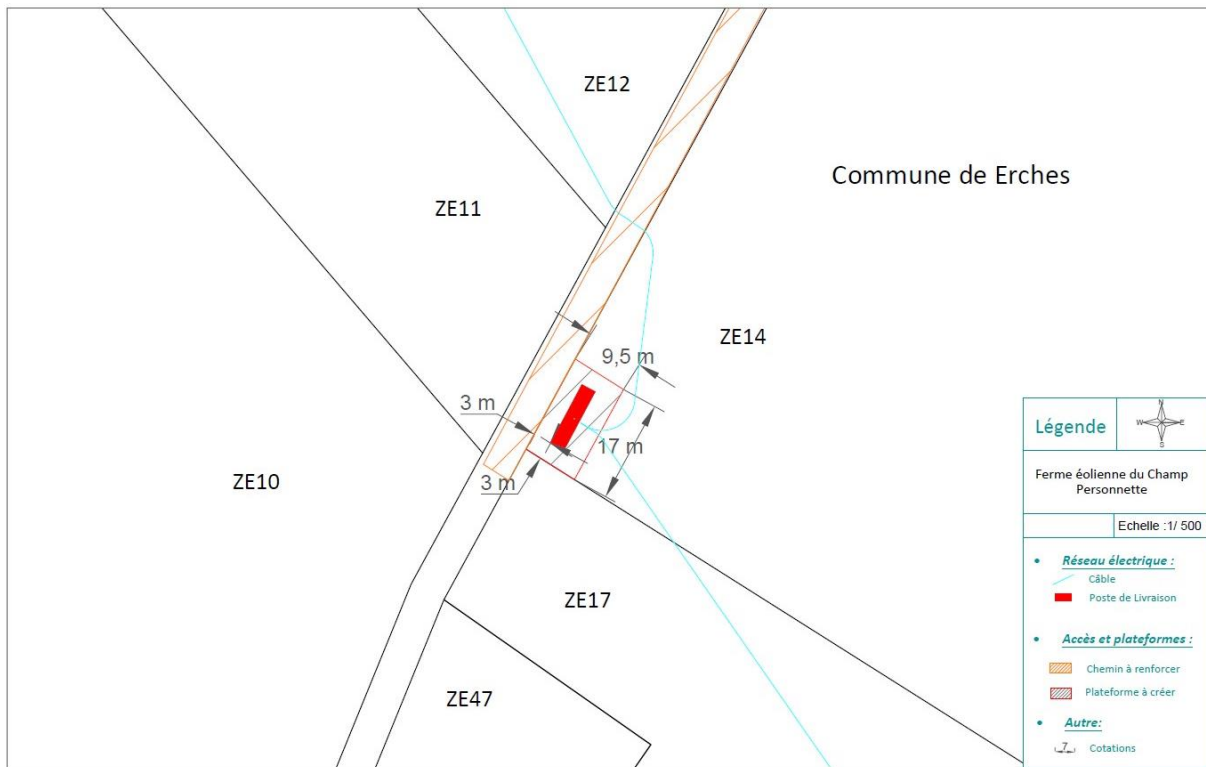 ZE12
Commune de Erches
ZE11
ZE14
9,5 m
3 m
17 m
ZE10
3 m
ZE17
ZE47
Légende
N
W
E
S
Ferme éolienne du Champ
Personnette
Echelle :1/ 500
• Réseau électrique :
Câble
Poste de Livraison
• Accès et plateformes :
Chemin à renforcer
Plateforme à créer
• Autre:
7
Cotations